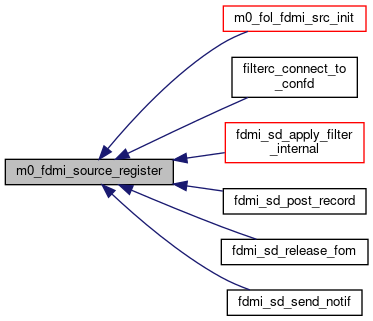 m0_fol_fdmi_src_init
filterc_connect_to
_confd
fdmi_sd_apply_filter
_internal
m0_fdmi_source_register
fdmi_sd_post_record
fdmi_sd_release_fom
fdmi_sd_send_notif